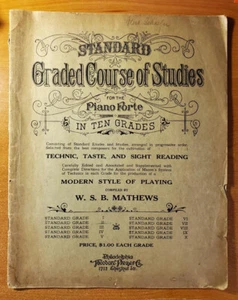 STANDARD
Graded Course of Studies
FOR THE
Piano Forte
IN TEN GRADES
Consisting of Standard Etudes and Studies arranged in progressive order,
selected from the best composers for the cultivation of
TECHNIC, TASTE, AND SIGHT READING
Carefully Edited and Annotated and Supplemented with
Complete Directions for the Application of Mason's System
of Technics in each Grade for the production of a
MODERN STYLE OF PLAYING
COMPILED BY
W. S. B. MATHEWS
STANDARD GRADE I STANDARD GRADE VI
STANDARD GRADE II STANDARD GRADE VII
STANDARD GRADE III STANDARD GRADE VIII
STANDARD GRADE IV STANDARD GRADE IX
STANDARD GRADE V STANDARD GRADE X
PRICE, $1.00 EACH GRADE
Philadelphia
Theodore Presser Co.
1712 Chestnut St.